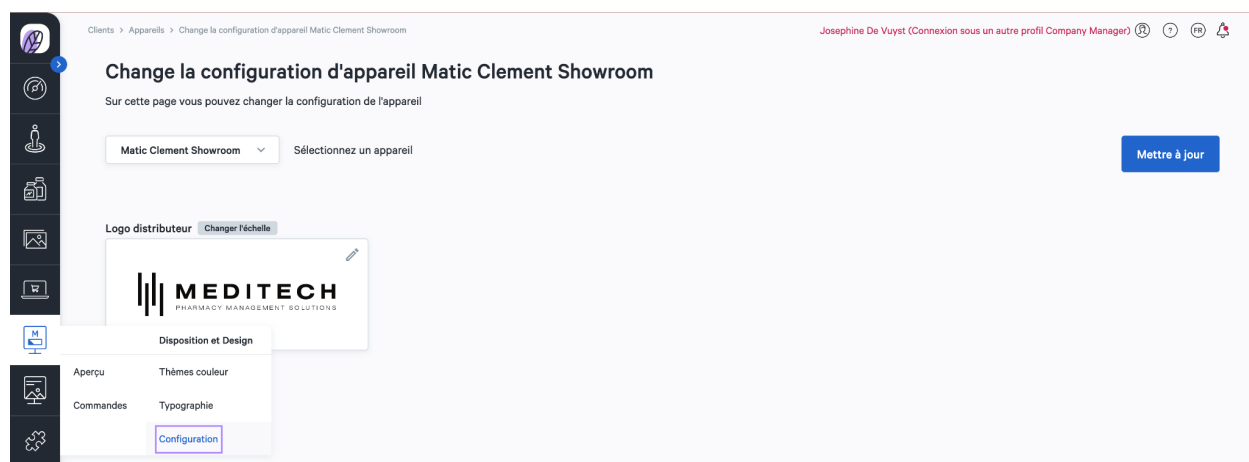 Clients > Appareils > Change la configuration d'appareil Matic Clement Showroom
Josephine De Vuyst (Connexion sous un autre profil Company Manager) ? FR
Change la configuration d'appareil Matic Clement Showroom
Sur cette page vous pouvez changer la configuration de l'appareil
Matic Clement Showroom
Sélectionnez un appareil
Mettre à jour
Logo distributeur
Changer l'échelle
MEDITECH
PHARMACY MANAGEMENT SOLUTIONS
M
Disposition et Design
Aperçu
Thèmes couleur
Commandes
Typographie
Configuration